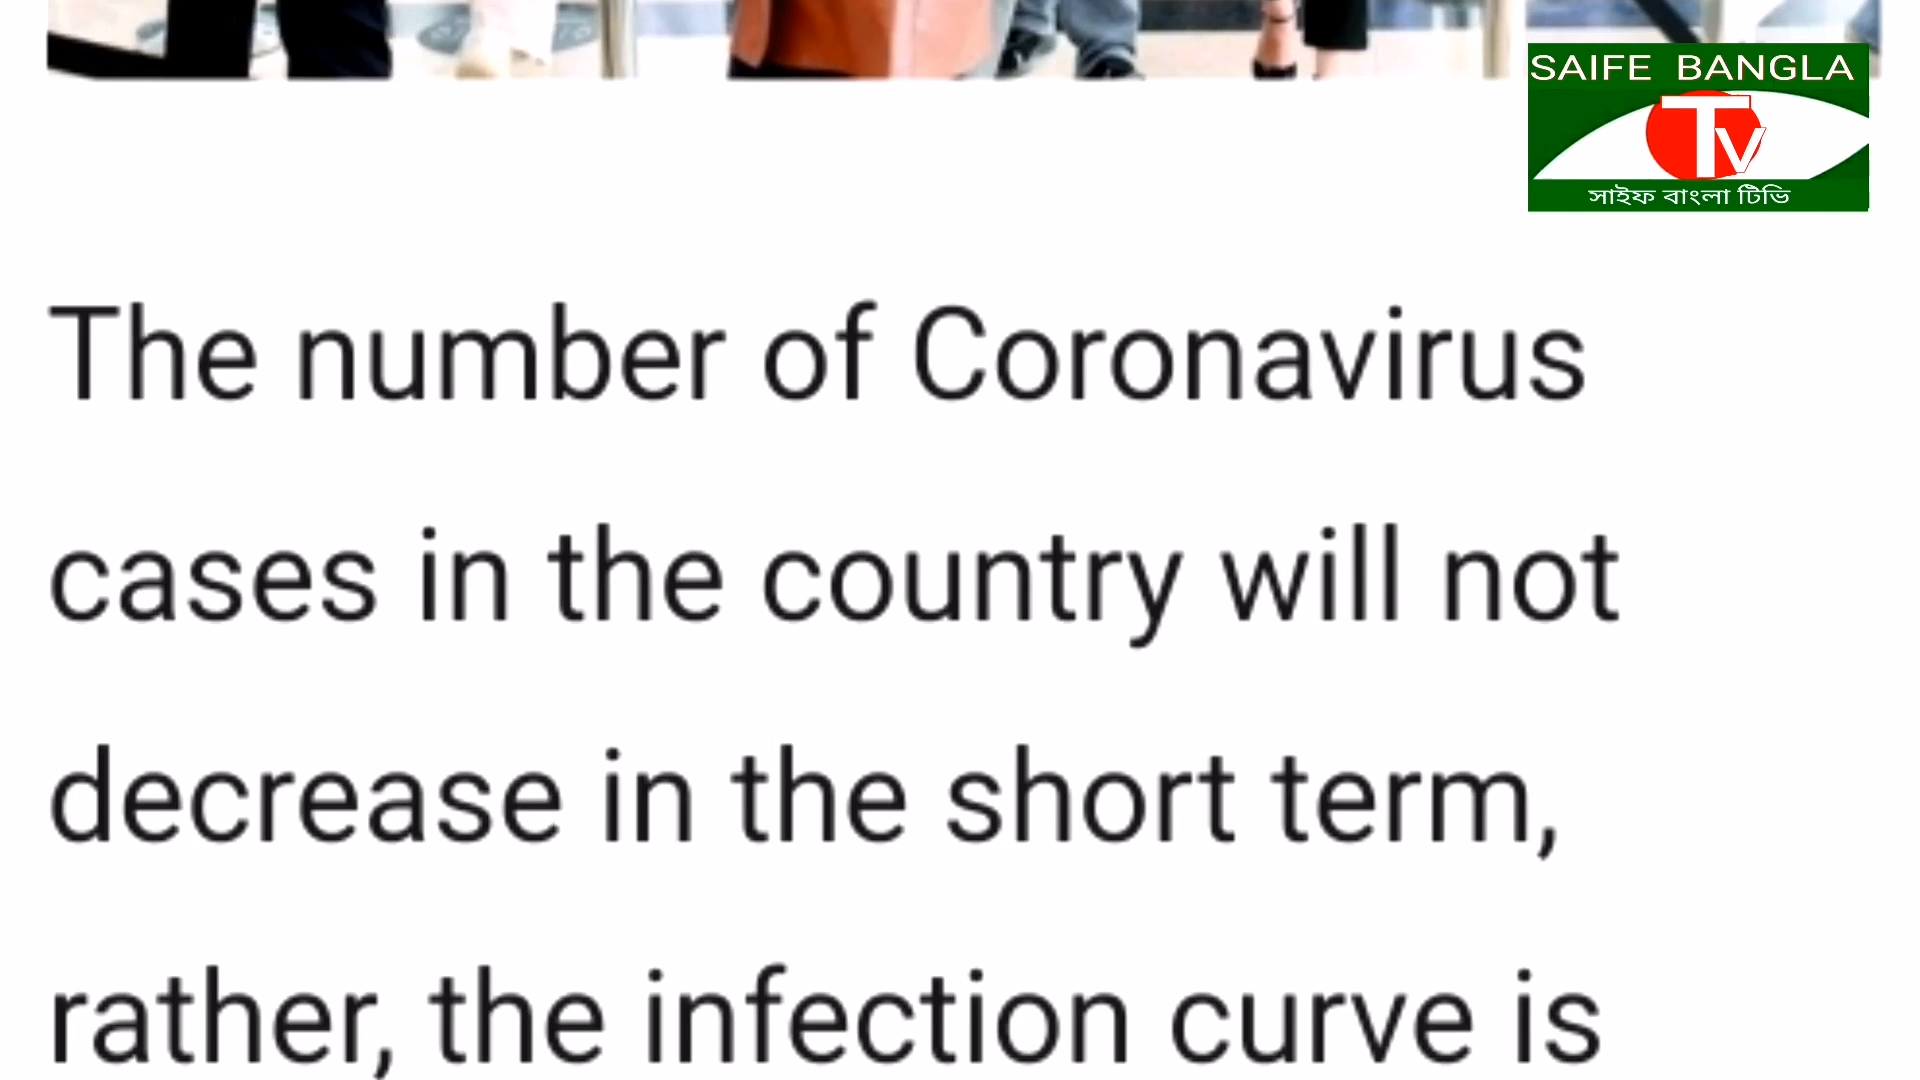 SAIFE BANGLA
Tv
সাইফ বাংলা টিভি
The number of Coronavirus
cases in the country will not
decrease in the short term,
rather, the infection curve is